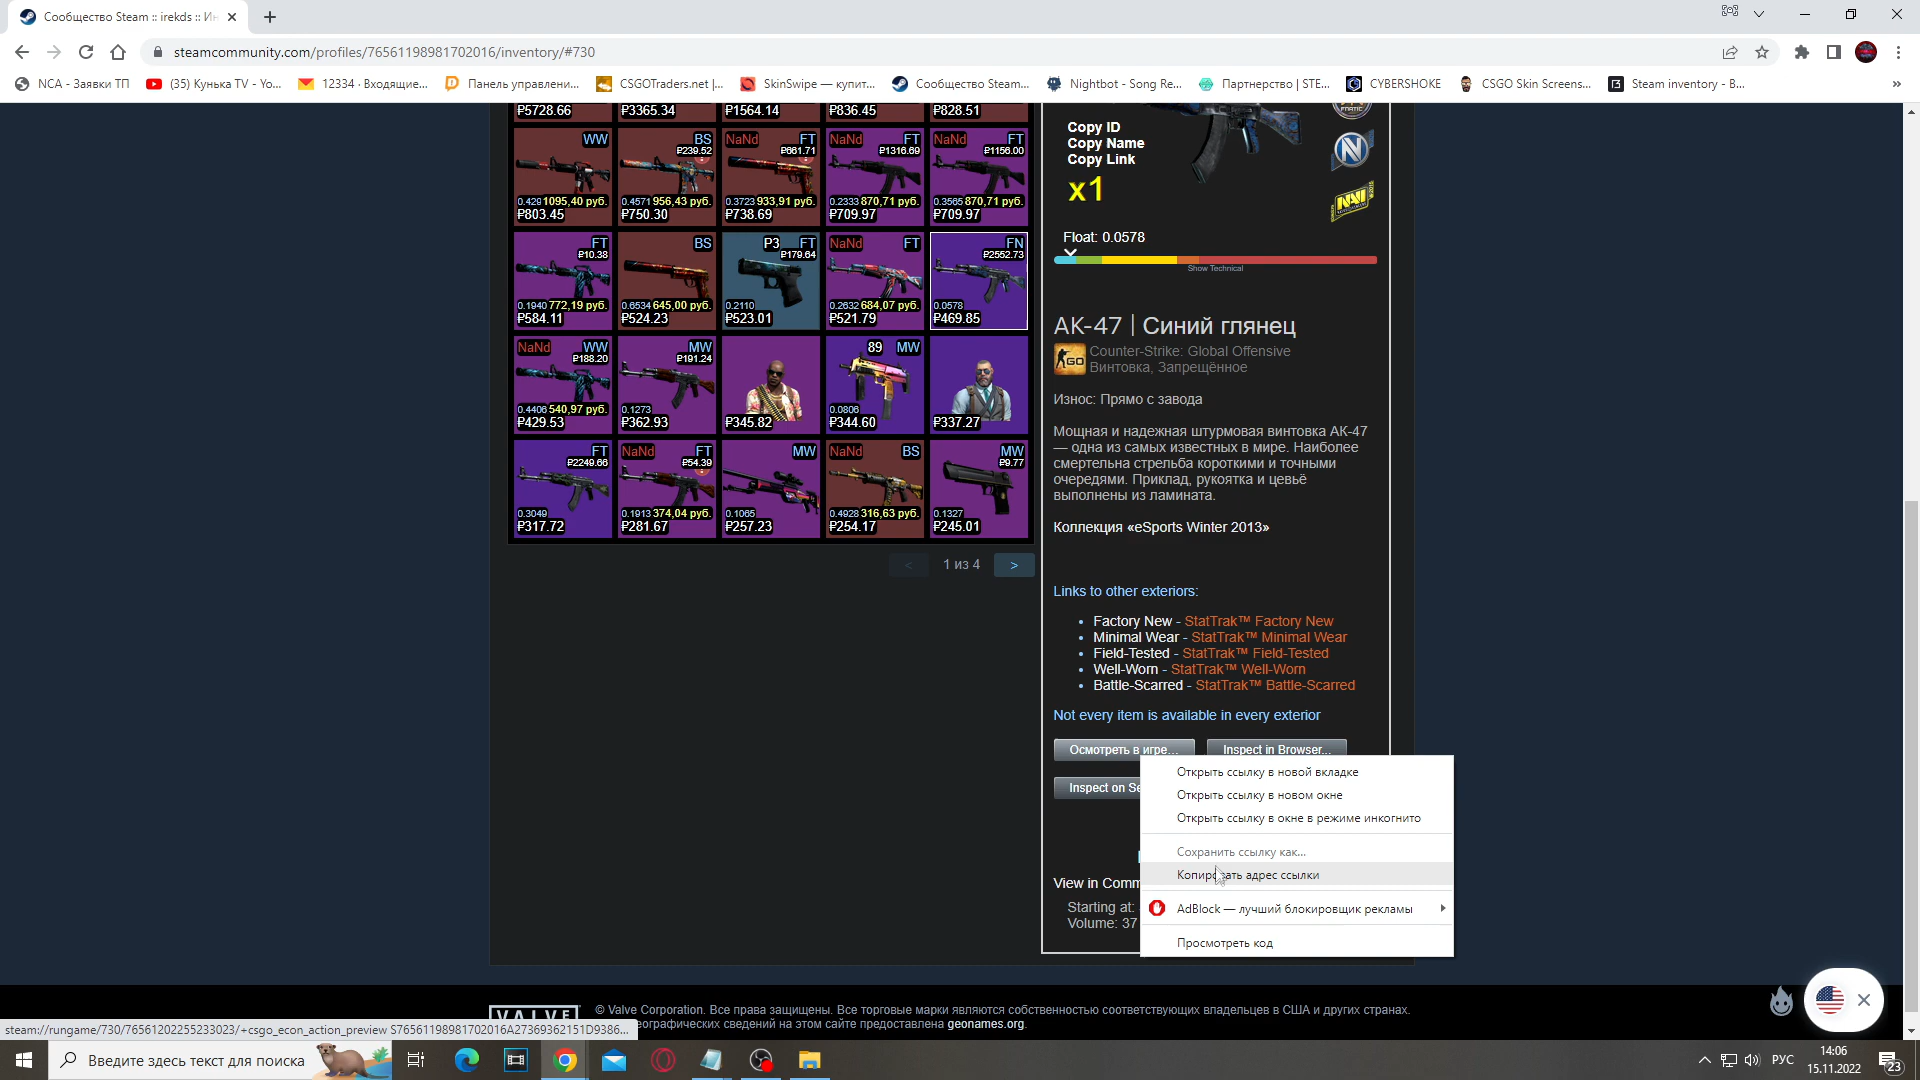 Сообщество Steam :: irekds :: Ин
steamcommunity.com/profiles/76561198981702016/inventory/#730
NCA - Заявки ТП
(35) Кунька TV - Yo...
12334 · Входящие...
Панель управлени...
CSGOTraders.net |...
SkinSwipe — купит...
Сообщество Steam...
Nightbot - Song Re...
Партнерство | STE...
CYBERSHOKE
CSGO Skin Screens...
Steam inventory - B...
»
₽5728.66
₽3365.34
₽1564.14
₽836.45
₽828.51
WW
0.429 1095,40 руб.
₽803.45
BS
₽239.52
0.4571 956,43 руб.
₽750.30
NaNd FT
₽661.71
0.3723 933,91 руб.
₽738.69
NaNd FT
₽1316.69
0.2333 870,71 руб.
₽709.97
NaNd FT
₽1156.00
0.3565 870,71 руб.
₽709.97
FT
₽10.38
0.1940 772,19 руб.
₽584.11
BS
0.6534 645,00 руб.
₽524.23
P3 FT
₽179.64
0.2110
₽523.01
NaNd FT
0.2632 684,07 руб.
₽521.79
FN
₽2552.73
0.0578
₽469.85
NaNd WW
₽188.20
0.4406 540,97 руб.
₽429.53
MW
₽191.24
0.1273
₽362.93
₽345.82
89 MW
0.0806
₽344.60
₽337.27
FT
₽2249.66
0.3049
₽317.72
NaNd FT
₽54.39
0.1913 374,04 руб.
₽281.67
MW
0.1065
₽257.23
NaNd BS
0.4928 316,63 руб.
₽254.17
MW
₽9.77
0.1327
₽245.01
< 1 из 4 >
FNATIC
Copy ID
Copy Name
Copy Link
x1
N
NAVI
Float: 0.0578
Show Technical
AK-47 | Синий глянец
GO
Counter-Strike: Global Offensive
Винтовка, Запрещённое
Износ: Прямо с завода
Мощная и надежная штурмовая винтовка АК-47
— одна из самых известных в мире. Наиболее
смертельна стрельба короткими и точными
очередями. Приклад, рукоятка и цевьё
выполнены из ламината.
Коллекция «eSports Winter 2013»
Links to other exteriors:
• Factory New - StatTrak™ Factory New
• Minimal Wear - StatTrak™ Minimal Wear
• Field-Tested - StatTrak™ Field-Tested
• Well-Worn - StatTrak™ Well-Worn
• Battle-Scarred - StatTrak™ Battle-Scarred
Not every item is available in every exterior
Осмотреть в игре...
Inspect in Browser...
Inspect on Se
View in Comm
Starting at:
Volume: 37
Открыть ссылку в новой вкладке
Открыть ссылку в новом окне
Открыть ссылку в окне в режиме инкогнито
Сохранить ссылку как...
Копировать адрес ссылки
AdBlock — лучший блокировщик рекламы
Просмотреть код
VALVE
© Valve Corporation. Все права защищены. Все торговые марки являются собственностью соответствующих владельцев в США и других странах.
еографических сведений на этом сайте предоставлена geonames.org.
steam://rungame/730/76561202255233023/+csgo_econ_action_preview S76561198981702016A27369362151D9386...
Введите здесь текст для поиска
РУС
14:06
15.11.2022
23